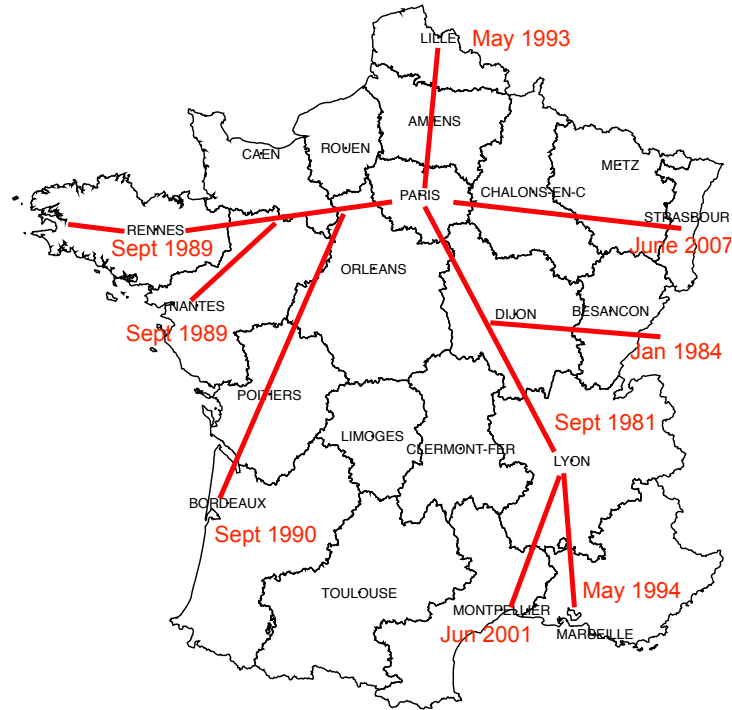 LILLE
May 1993
AMIENS
ROUEN
CAEN
METZ
PARIS
CHALONS-EN-C
STRASBOUR
RENNES
Sept 1989
June 2007
ORLEANS
NANTES
Sept 1989
DIJON
BESANCON
Jan 1984
POITIERS
Sept 1981
LIMOGES
CLERMONT-FER
LYON
BORDEAUX
Sept 1990
TOULOUSE
May 1994
MONTPELLIER
Jun 2001
MARSEILLE